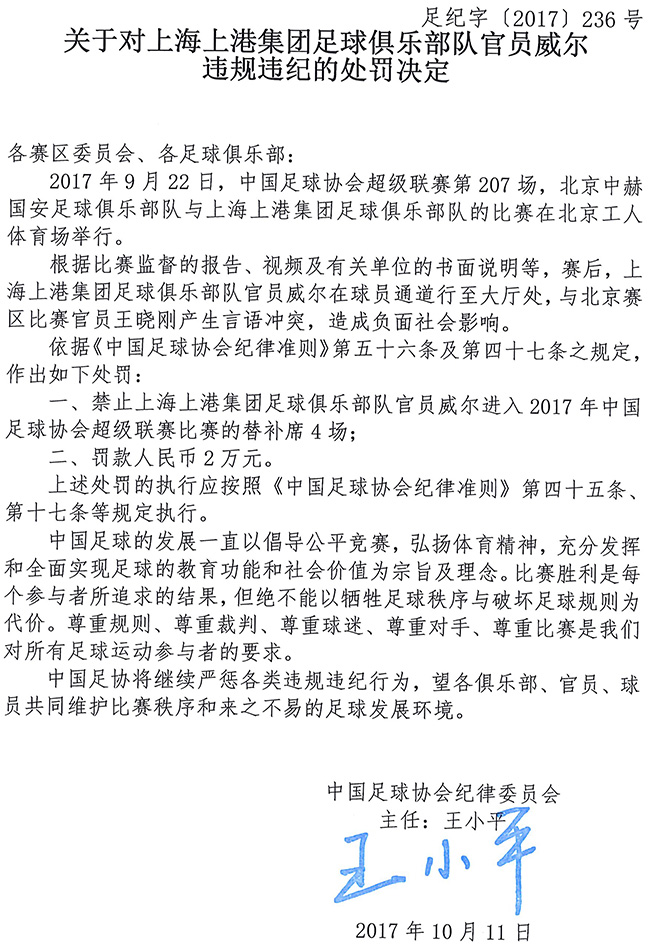 足纪字〔2017〕236号
关于对上海上港集团足球俱乐部队官员威尔
违规违纪的处罚决定
各赛区委员会、各足球俱乐部：
2017年9月22日，中国足球协会超级联赛第207场，北京中赫
国安足球俱乐部队与上海上港集团足球俱乐部队的比赛在北京工人
体育场举行。
根据比赛监督的报告、视频及有关单位的书面说明等，赛后，上
海上港集团足球俱乐部队官员威尔在球员通道行至大厅处，与北京赛
区比赛官员王晓刚产生言语冲突，造成负面社会影响。
依据《中国足球协会纪律准则》第五十六条及第四十七条之规定，
作出如下处罚：
一、禁止上海上港集团足球俱乐部队官员威尔进入2017年中国
足球协会超级联赛比赛的替补席4场；
二、罚款人民币2万元。
上述处罚的执行应按照《中国足球协会纪律准则》第四十五条、
第十七条等规定执行。
中国足球的发展一直以倡导公平竞赛，弘扬体育精神，充分发挥
和全面实现足球的教育功能和社会价值为宗旨及理念。比赛胜利是每
个参与者所追求的结果，但绝不能以牺牲足球秩序与破坏足球规则为
代价。尊重规则、尊重裁判、尊重球迷、尊重对手、尊重比赛是我们
对所有足球运动参与者的要求。
中国足协将继续严惩各类违规违纪行为，望各俱乐部、官员、球
员共同维护比赛秩序和来之不易的足球发展环境。
中国足球协会纪律委员会
主任：王小平
王小平
2017年10月11日